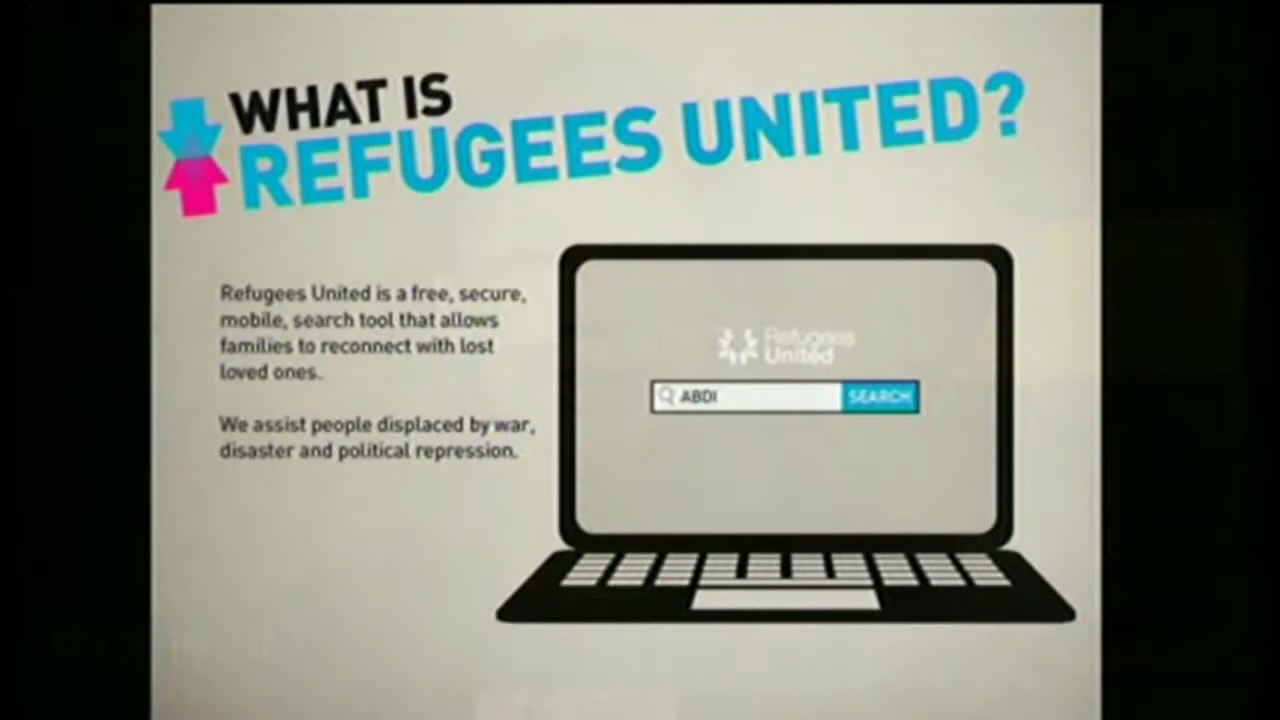 WHAT IS
REFUGEES UNITED?
Refugees United is a free, secure,
mobile, search tool that allows
families to reconnect with lost
loved ones.
We assist people displaced by war,
disaster and political repression.
Refugees
United
ABDI
SEARCH